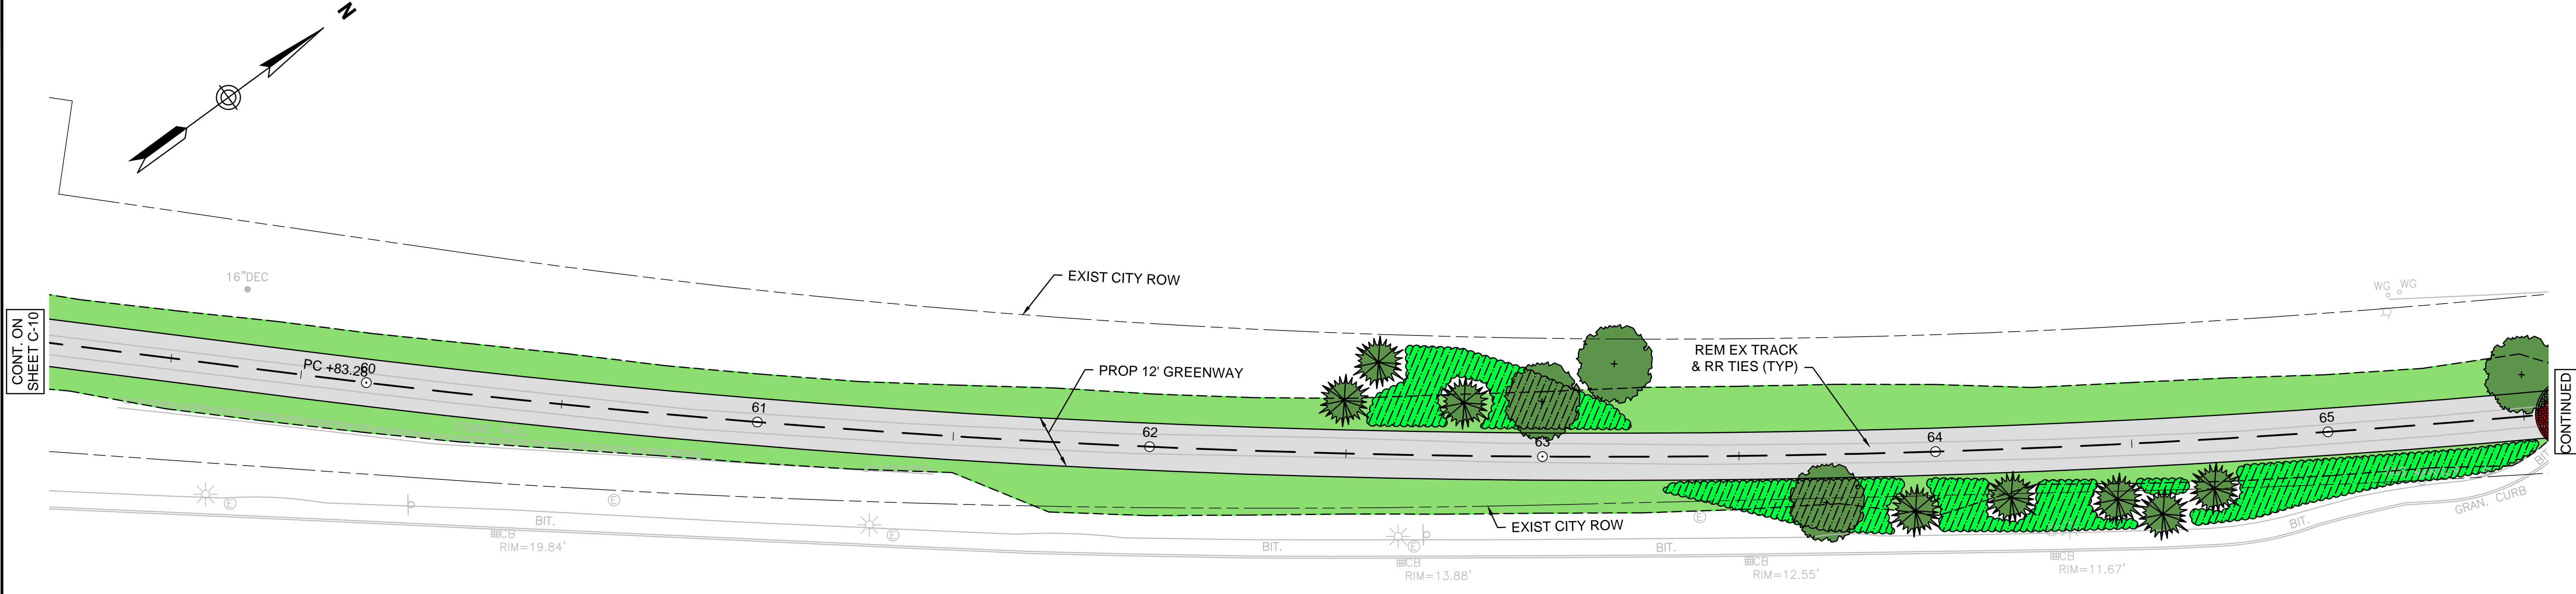 N
CONT. ON
SHEET C-10
16"DEC
PC +83.28
60
61
62
63
64
65
EXIST CITY ROW
PROP 12' GREENWAY
REM EX TRACK
& RR TIES (TYP)
WG
WG
CONTINUED
EXIST CITY ROW
E
E
E
E
E
BIT.
BIT.
BIT.
BIT.
BIT
GRAN. CURB
CB
RIM=19.84'
CB
RIM=13.88'
CB
RIM=12.55'
CB
RIM=11.67'